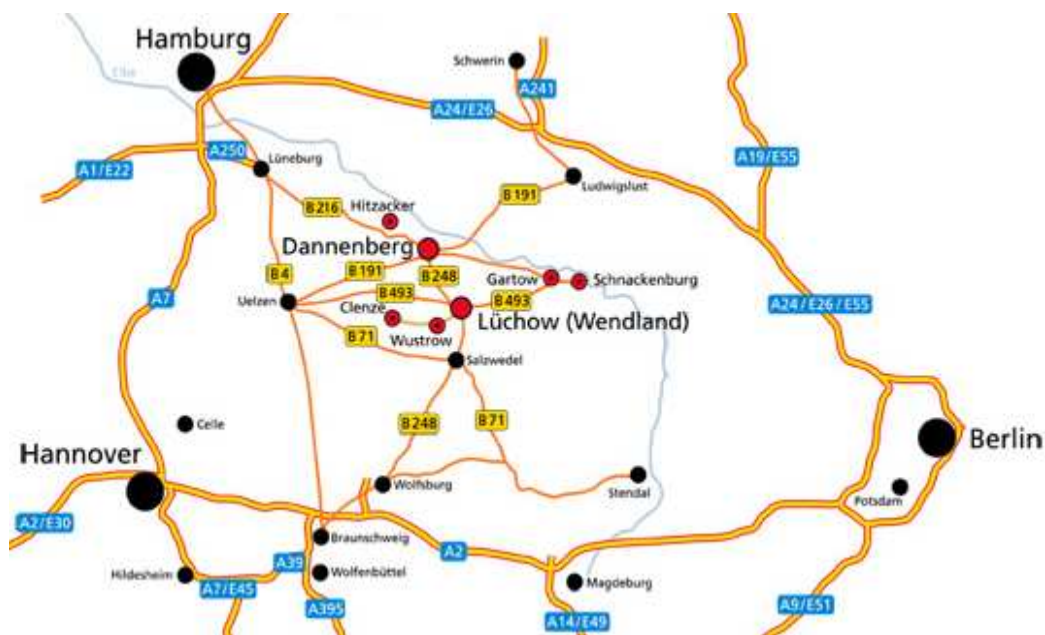 Hamburg
Schwerin
Elbe
A241
A24/E26
A250
A1/E22
Lüneburg
A19/E55
Ludwigslust
B191
B216
Hitzacker
Dannenberg
B4
B191
B248
Gartow
Schnackenburg
A7
Uelzen
B493
B493
A24/E26/E55
Clenze
Lüchow (Wendland)
B71
Wustrow
Salzwedel
B248
B71
Celle
Hannover
Berlin
Wolfsburg
Stendal
Potsdam
A2/E30
Braunschweig
A2
A39
Hildesheim
Wolfenbüttel
Magdeburg
A7/E45
A395
A14/E49
A9/E51